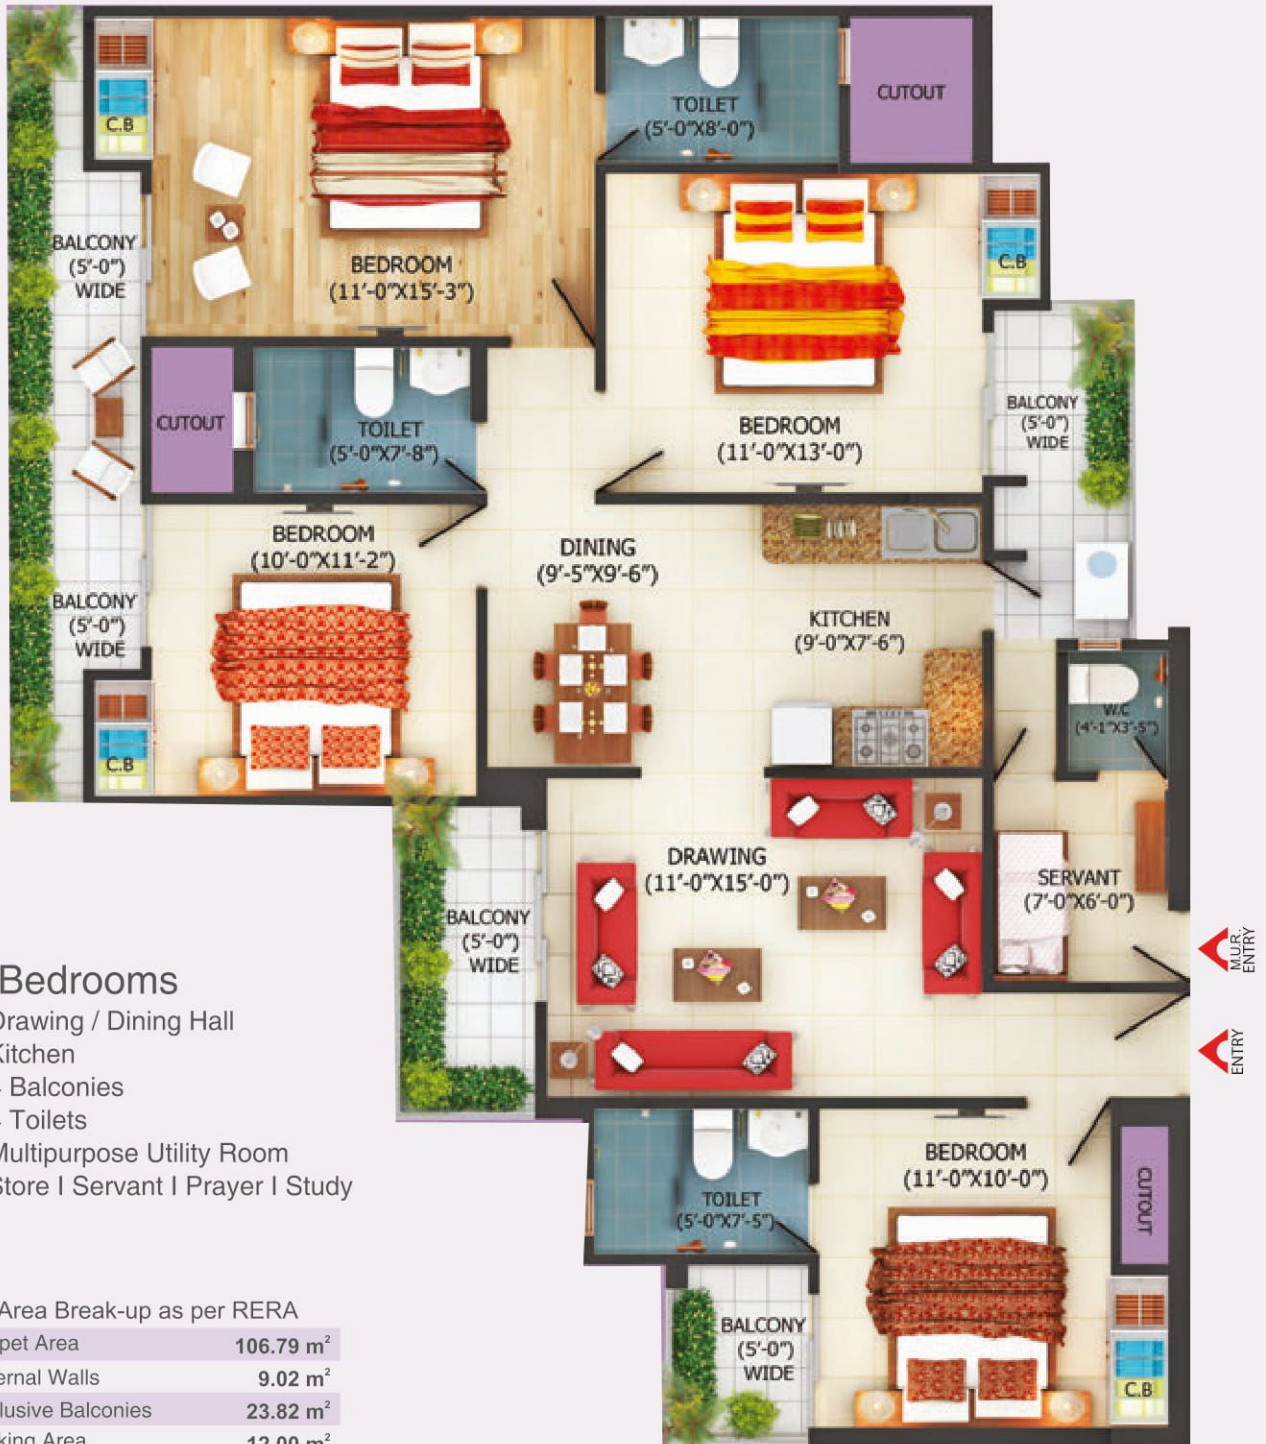 TOILET
(5'-0"X8'-0")
CUTOUT
C.B
BALCONY
(5'-0")
WIDE
BEDROOM
(11'-0"X15'-3")
C.B
CUTOUT
TOILET
(5'-0"X7'-8")
BEDROOM
(11'-0"X13'-0")
BALCONY
(5'-0")
WIDE
BEDROOM
(10'-0"X11'-2")
DINING
(9'-5"X9'-6")
BALCONY
(5'-0")
WIDE
KITCHEN
(9'-0"X7'-6")
C.B
W.C
(4'-1"X3'-5")
DRAWING
(11'-0"X15'-0")
SERVANT
(7'-0"X6'-0")
BALCONY
(5'-0")
WIDE
M.U.R.
ENTRY
ENTRY
Bedrooms
Drawing / Dining Hall
Kitchen
Balconies
Toilets
Multipurpose Utility Room
Store I Servant I Prayer I Study
TOILET
(5'-0"X7'-5")
BEDROOM
(11'-0"X10'-0")
CUTOUT
BALCONY
(5'-0")
WIDE
C.B
Area Break-up as per RERA
pet Area 106.79 m²
ernal Walls 9.02 m²
lusive Balconies 23.82 m²
king Area 12.00 m²